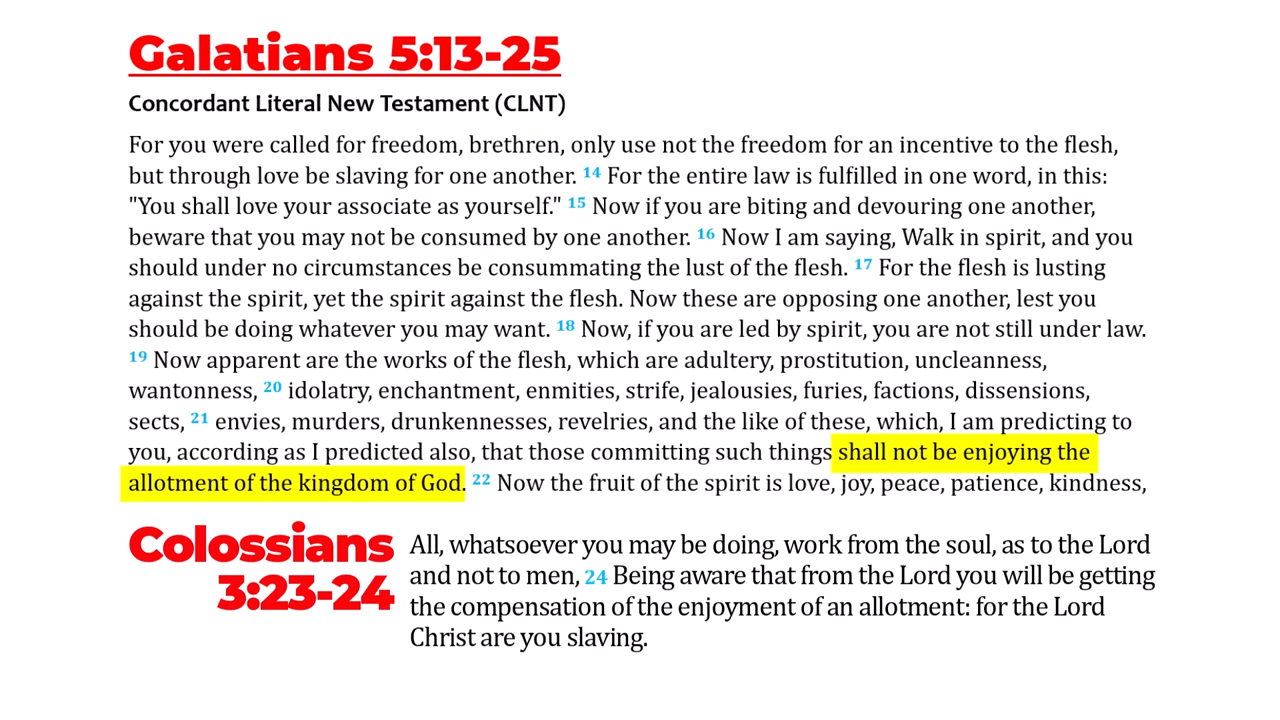 Galatians 5:13-25
Concordant Literal New Testament (CLNT)
For you were called for freedom, brethren, only use not the freedom for an incentive to the flesh,
but through love be slaving for one another. 14 For the entire law is fulfilled in one word, in this:
"You shall love your associate as yourself." 15 Now if you are biting and devouring one another,
beware that you may not be consumed by one another. 16 Now I am saying, Walk in spirit, and you
should under no circumstances be consummating the lust of the flesh. 17 For the flesh is lusting
against the spirit, yet the spirit against the flesh. Now these are opposing one another, lest you
should be doing whatever you may want. 18 Now, if you are led by spirit, you are not still under law.
19 Now apparent are the works of the flesh, which are adultery, prostitution, uncleanness,
wantonness, 20 idolatry, enchantment, enmities, strife, jealousies, furies, factions, dissensions,
sects, 21 envies, murders, drunkennesses, revelries, and the like of these, which, I am predicting to
you, according as I predicted also, that those committing such things shall not be enjoying the
allotment of the kingdom of God. 22 Now the fruit of the spirit is love, joy, peace, patience, kindness,
Colossians
3:23-24
All, whatsoever you may be doing, work from the soul, as to the Lord
and not to men, 24 Being aware that from the Lord you will be getting
the compensation of the enjoyment of an allotment: for the Lord
Christ are you slaving.